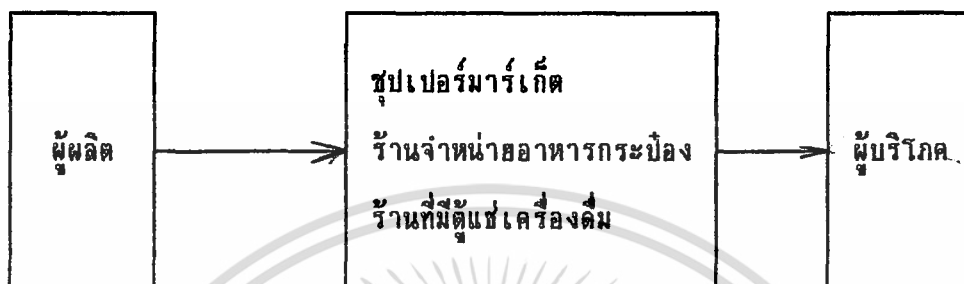 ผู้ผลิต
ซุปเปอร์มาร์เก็ต
ร้านจำหน่ายอาหารกระป๋อง
ร้านที่มีตู้แช่เครื่องดื่ม
ผู้บริโภค